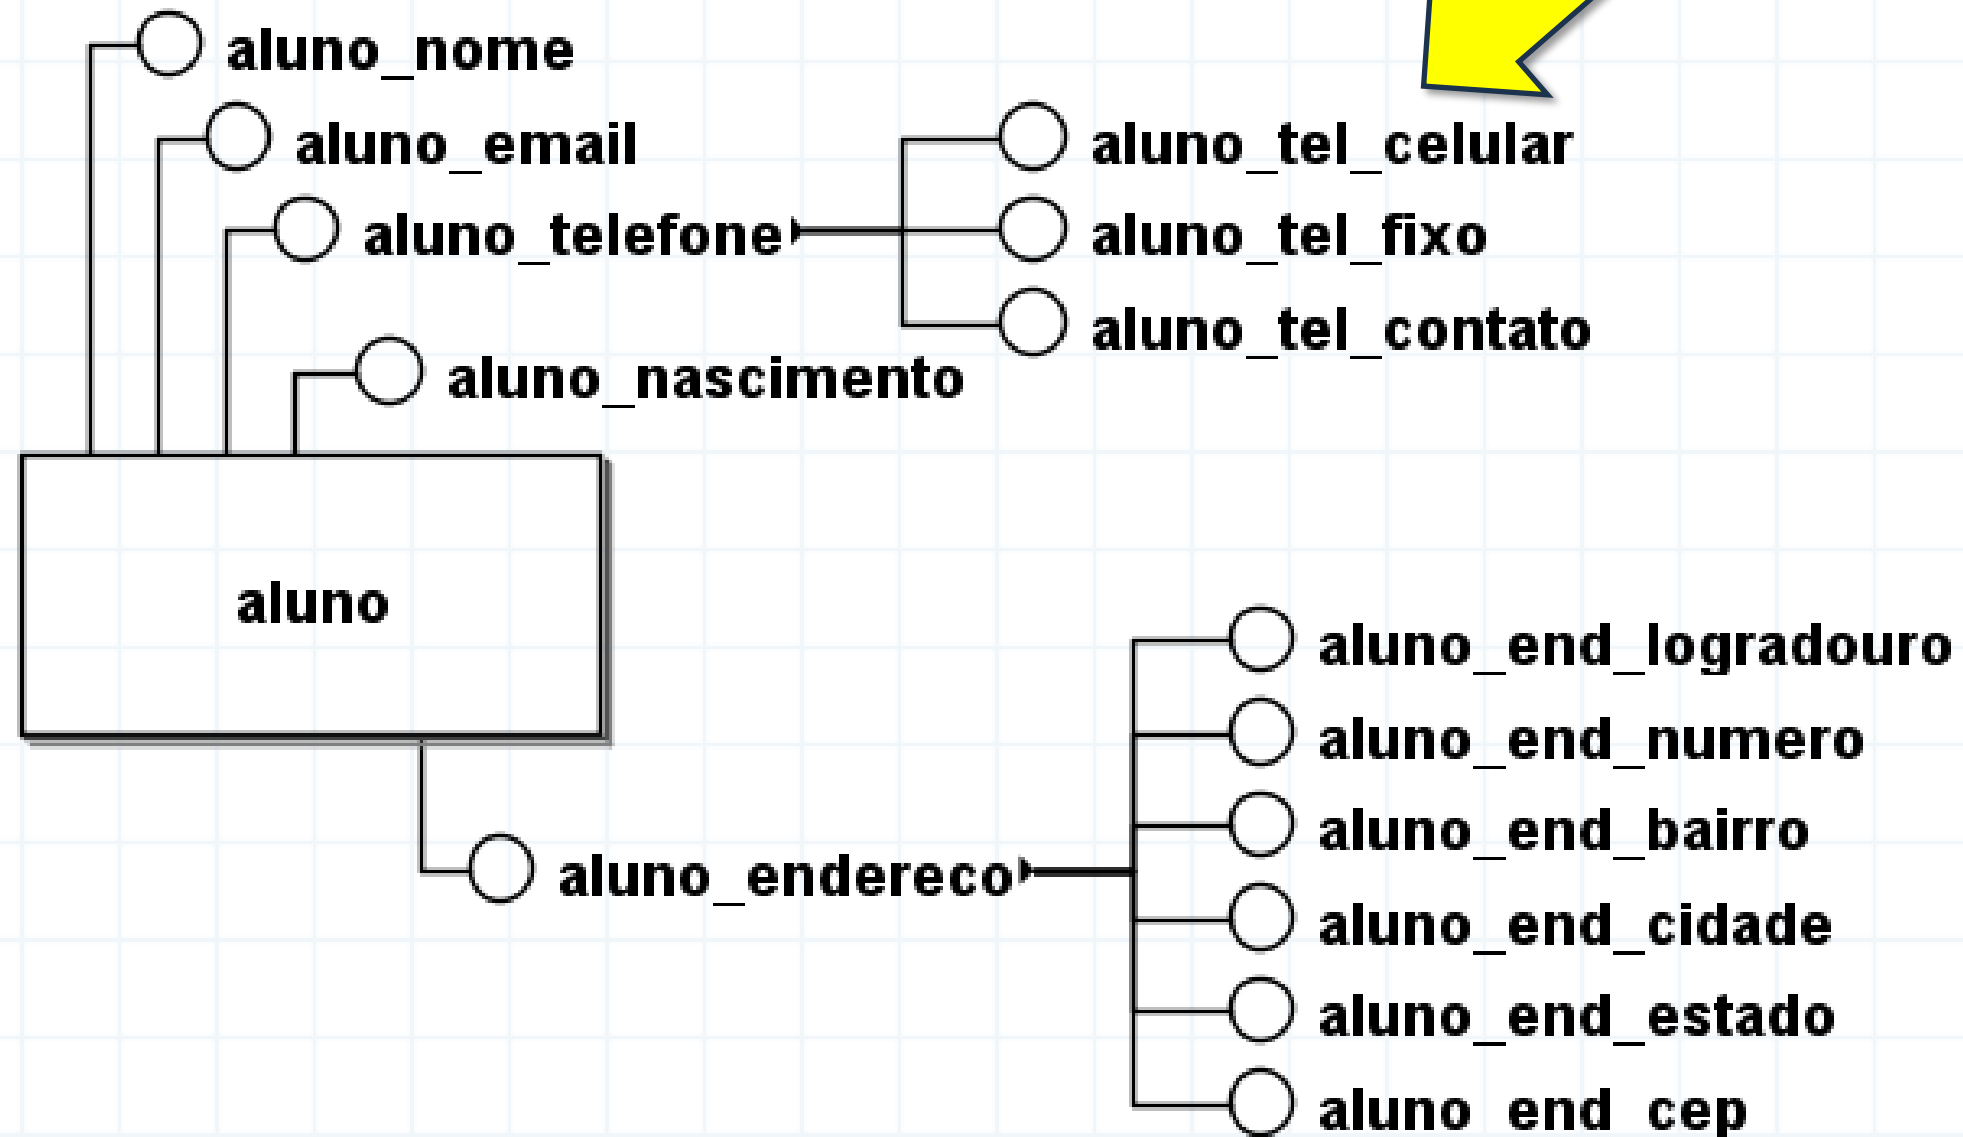 aluno_nome
aluno_email
aluno_tel_celular
aluno_telefone
aluno_tel_fixo
aluno_tel_contato
aluno_nascimento
aluno
aluno_end_logradouro
aluno_end_numero
aluno_end_bairro
aluno_endereco
aluno_end_cidade
aluno_end_estado
aluno_end_cep